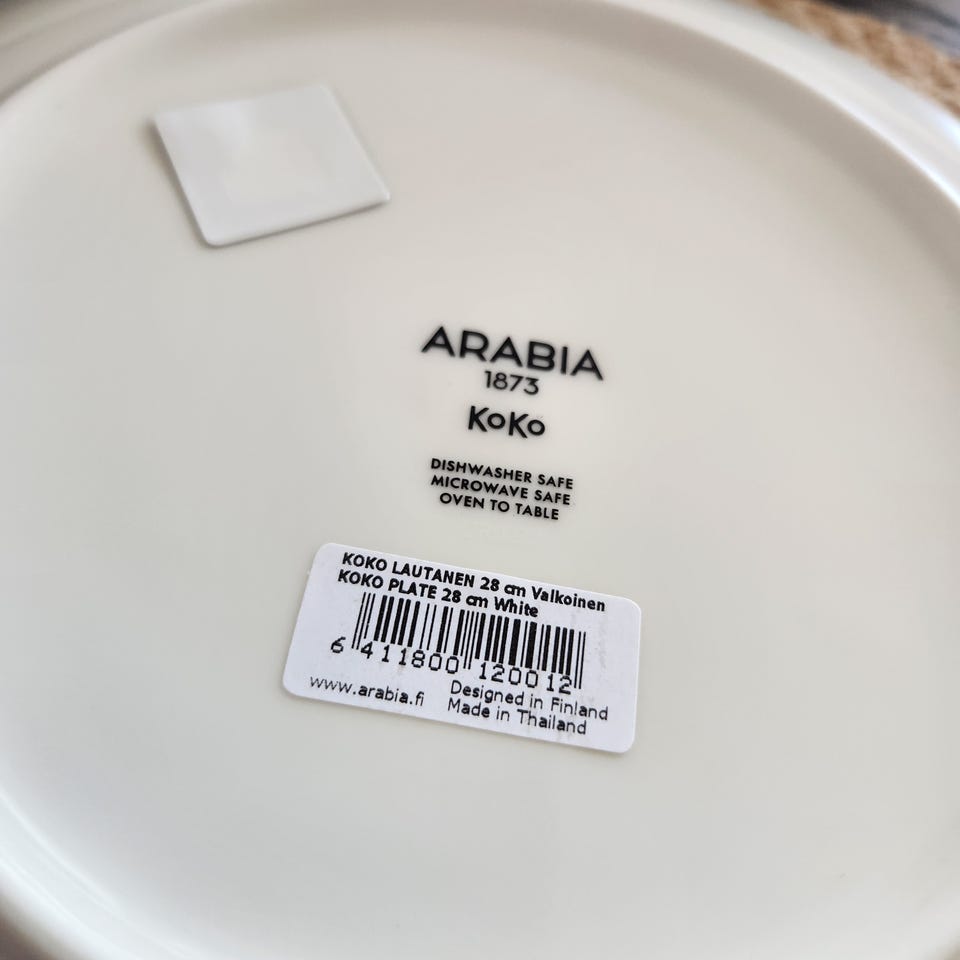 ARABIA
1873
KoKo
DISHWASHER SAFE
MICROWAVE SAFE
OVEN TO TABLE
KOKO LAUTANEN 28 cm Valkoinen
KOKO PLATE 28 cm White
6 411800 120012
www.arabia.fi
Designed in Finland
Made in Thailand